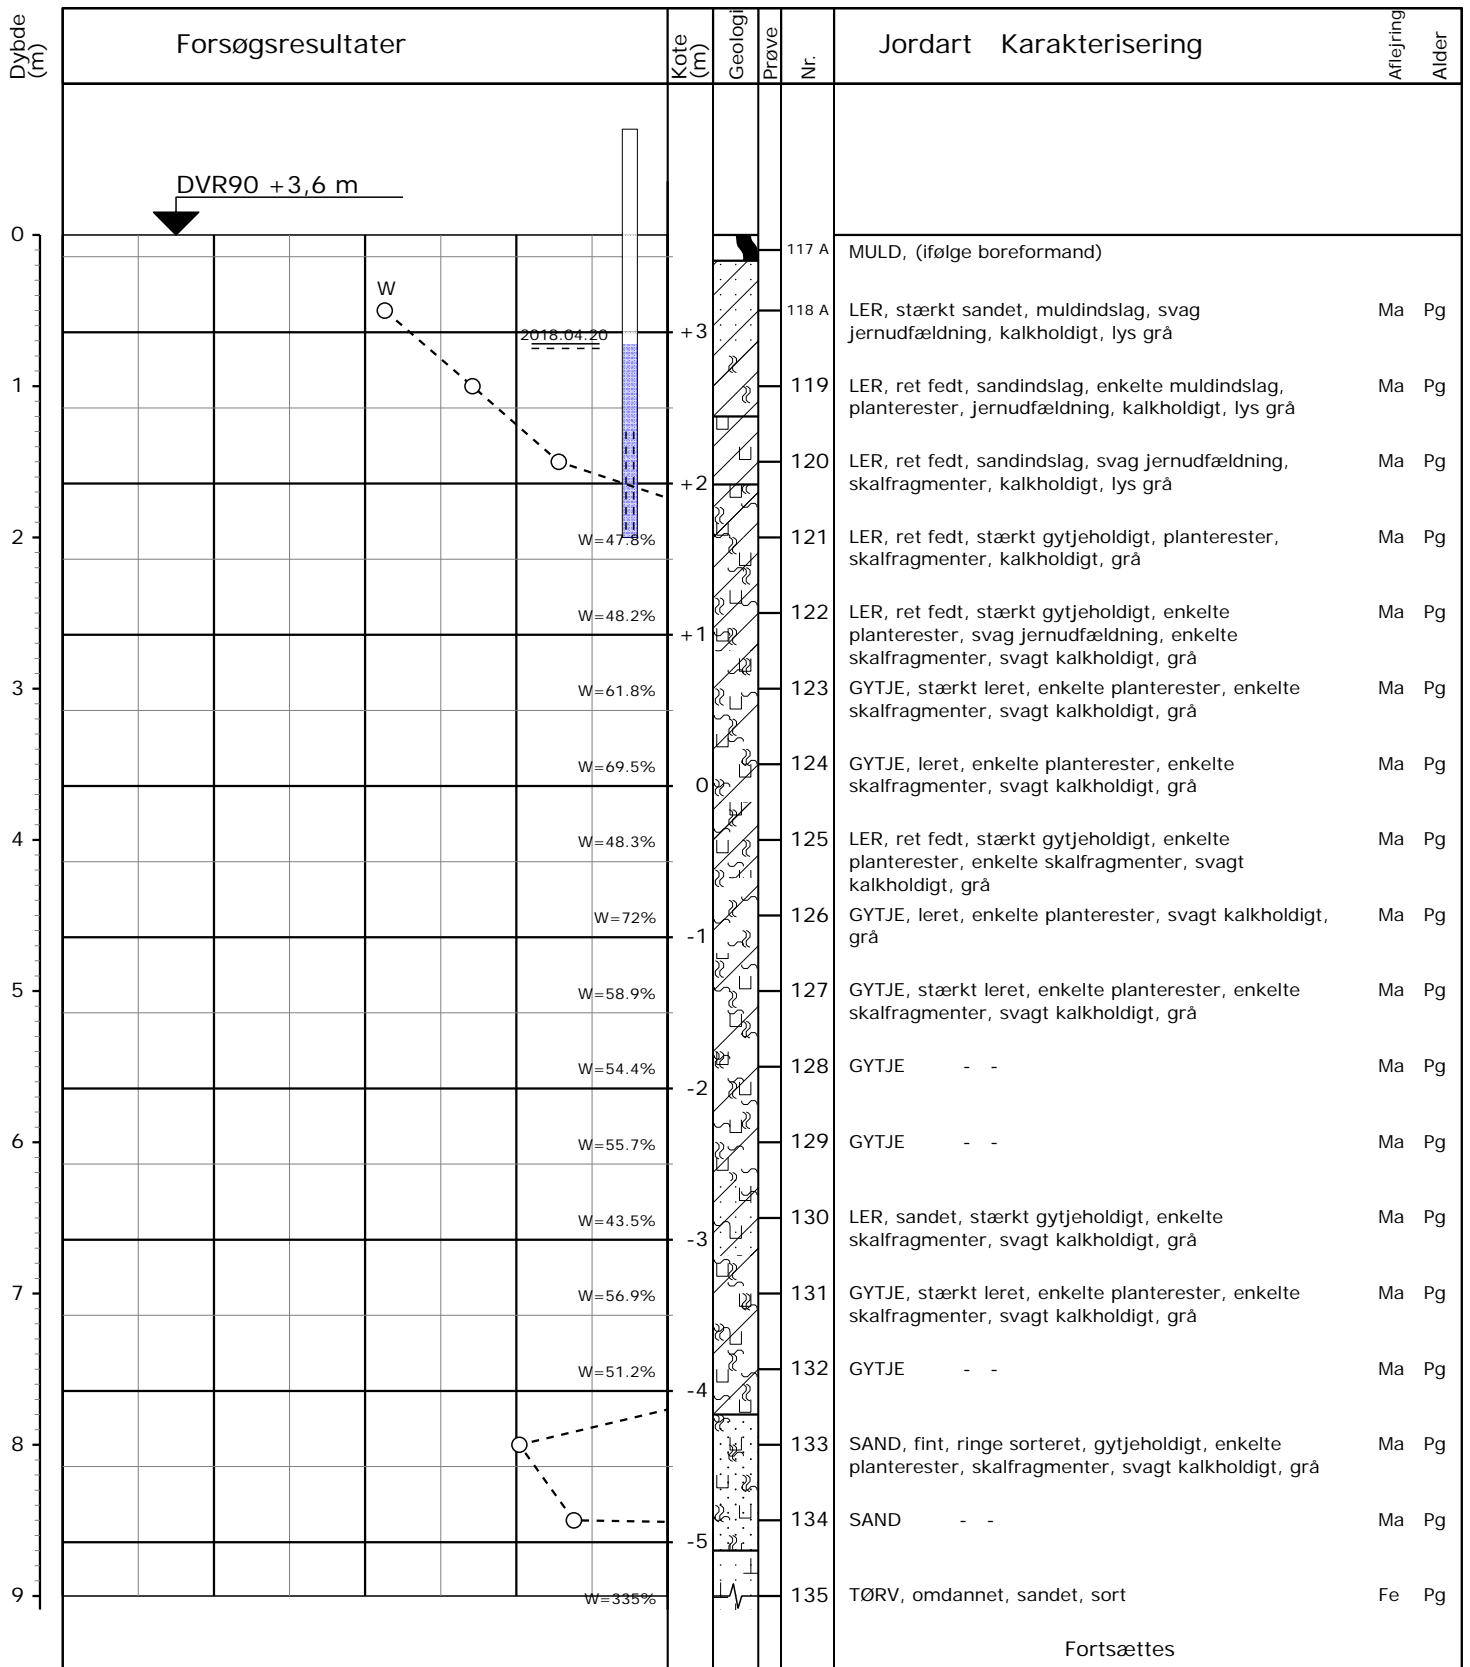 Dybde (m)
Forsøgsresultater
Kote (m)
Geologi
Prøve
Nr.
Jordart Karakterisering
Aflejring
Alder
DVR90 +3,6 m
0
117 A MULD, (ifølge boreformand)
W
118 A LER, stærkt sandet, muldindslag, svag Ma Pg
jernudfældning, kalkholdigt, lys grå
+3
2018.04.20
1
119 LER, ret fedt, sandindslag, enkelte muldindslag, Ma Pg
planterester, jernudfældning, kalkholdigt, lys grå
120 LER, ret fedt, sandindslag, svag jernudfældning, Ma Pg
skalfragmenter, kalkholdigt, lys grå
+2
2 W=47.8% 121 LER, ret fedt, stærkt gytjeholdigt, planterester, Ma Pg
skalfragmenter, kalkholdigt, grå
W=48.2% 122 LER, ret fedt, stærkt gytjeholdigt, enkelte Ma Pg
+1 planterester, svag jernudfældning, enkelte
skalfragmenter, svagt kalkholdigt, grå
3 W=61.8% 123 GYTJE, stærkt leret, enkelte planterester, enkelte Ma Pg
skalfragmenter, svagt kalkholdigt, grå
W=69.5% 124 GYTJE, leret, enkelte planterester, enkelte Ma Pg
0 skalfragmenter, svagt kalkholdigt, grå
4 W=48.3% 125 LER, ret fedt, stærkt gytjeholdigt, enkelte Ma Pg
planterester, enkelte skalfragmenter, svagt
kalkholdigt, grå
W=72% 126 GYTJE, leret, enkelte planterester, svagt kalkholdigt, Ma Pg
-1 grå
5 W=58.9% 127 GYTJE, stærkt leret, enkelte planterester, enkelte Ma Pg
skalfragmenter, svagt kalkholdigt, grå
W=54.4% 128 GYTJE - - Ma Pg
-2
6 W=55.7% 129 GYTJE - - Ma Pg
W=43.5% 130 LER, sandet, stærkt gytjeholdigt, enkelte Ma Pg
-3 skalfragmenter, svagt kalkholdigt, grå
7 W=56.9% 131 GYTJE, stærkt leret, enkelte planterester, enkelte Ma Pg
skalfragmenter, svagt kalkholdigt, grå
W=51.2% 132 GYTJE - - Ma Pg
-4
8 133 SAND, fint, ringe sorteret, gytjeholdigt, enkelte Ma Pg
planterester, skalfragmenter, svagt kalkholdigt, grå
134 SAND - - Ma Pg
-5
9 W=335% 135 TØRV, omdannet, sandet, sort Fe Pg
Fortsættes